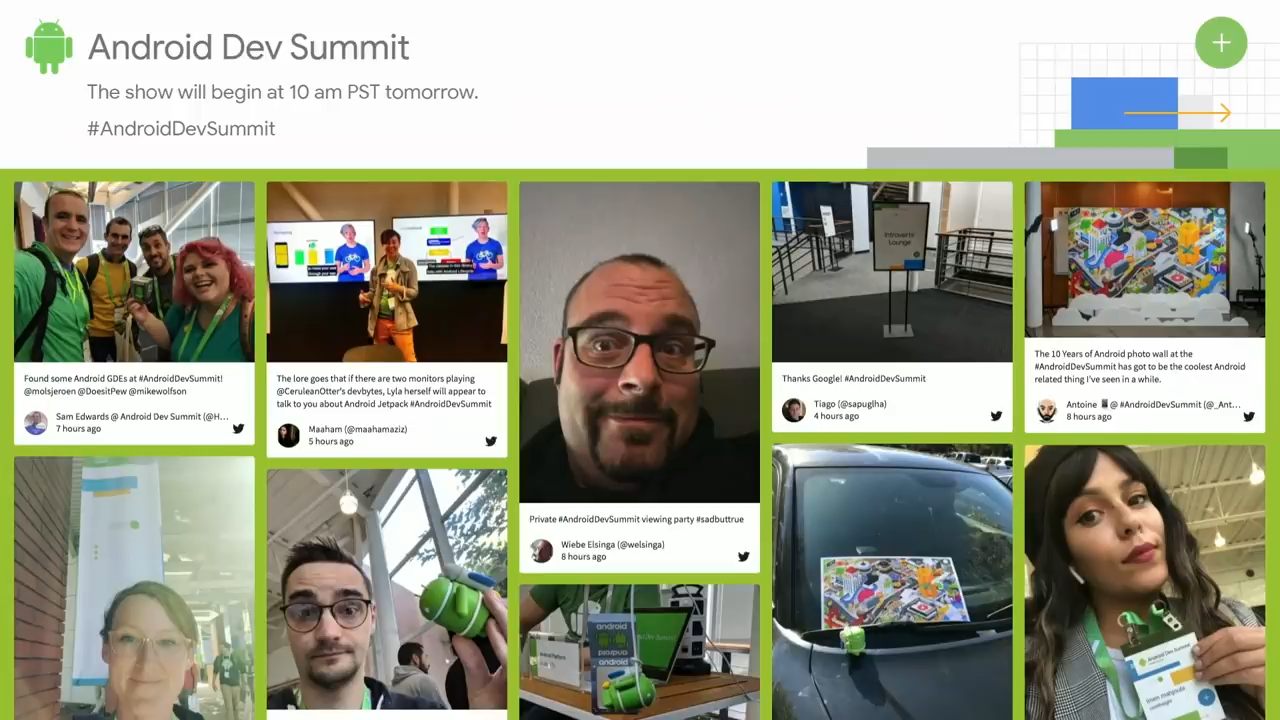 Android Dev Summit
The show will begin at 10 am PST tomorrow.
#AndroidDevSummit
Found some Android GDEs at #AndroidDevSummit!
@molsjeroen @DoesitPew @mikewolfson
Sam Edwards @ Android Dev Summit (@H...
7 hours ago
The lore goes that if there are two monitors playing
@CeruleanOtter's devbytes, Lyla herself will appear to
talk to you about Android Jetpack #AndroidDevSummit
Maaham (@maahamaziz)
5 hours ago
Private #AndroidDevSummit viewing party #sadbuttrue
Wiebe Elsinga (@welsinga)
8 hours ago
android
android
Introverts'
Lounge
Thanks Google! #AndroidDevSummit
Tiago (@sapuglha)
4 hours ago
The 10 Years of Android photo wall at the
#AndroidDevSummit has got to be the coolest Android
related thing I've seen in a while.
Antoine @ #AndroidDevSummit (@_Ant...
8 hours ago
Android Dev Summit